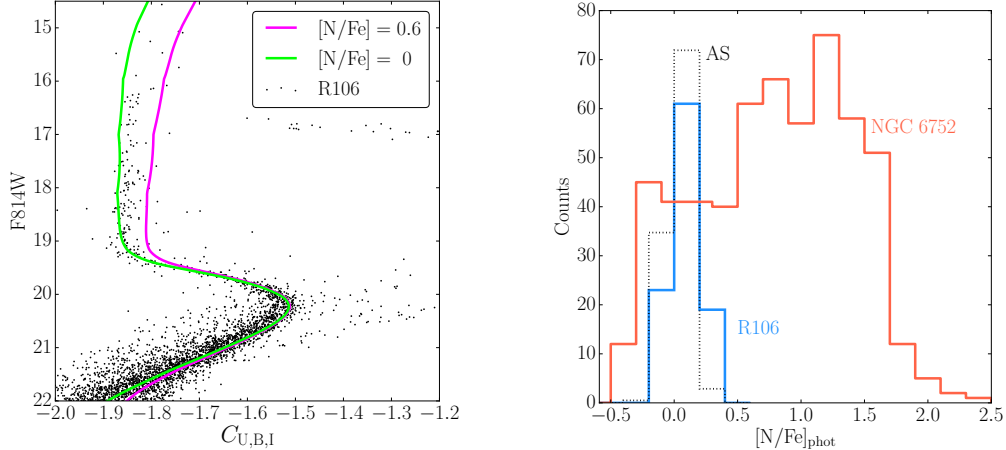 15
16
17
18
19
20
21
22
F814W
−2.0 −1.9 −1.8 −1.7 −1.6 −1.5 −1.4 −1.3 −1.2
C_{U,B,I}
[N/Fe] = 0.6
[N/Fe] = 0
R106
80
70
60
50
40
30
20
10
0
Counts
AS
NGC 6752
R106
−0.5 0.0 0.5 1.0 1.5 2.0 2.5
[N/Fe]_{phot}